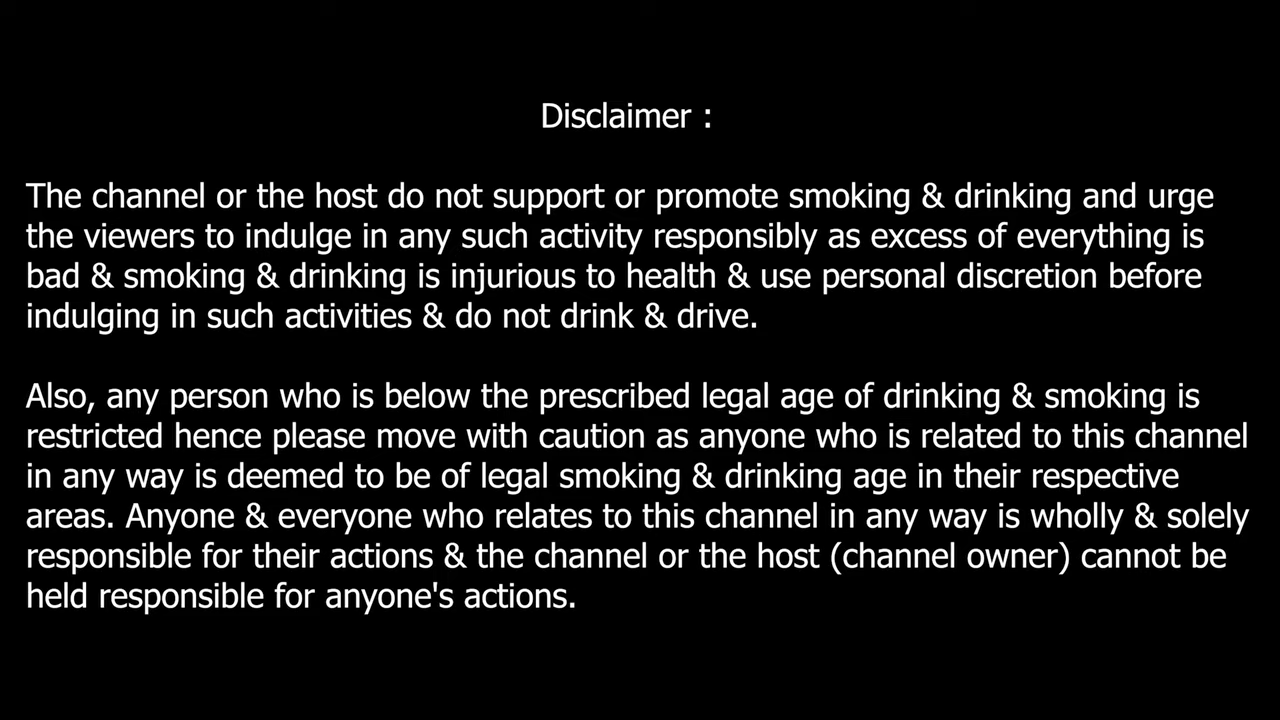 Disclaimer :
The channel or the host do not support or promote smoking & drinking and urge
the viewers to indulge in any such activity responsibly as excess of everything is
bad & smoking & drinking is injurious to health & use personal discretion before
indulging in such activities & do not drink & drive.
Also, any person who is below the prescribed legal age of drinking & smoking is
restricted hence please move with caution as anyone who is related to this channel
in any way is deemed to be of legal smoking & drinking age in their respective
areas. Anyone & everyone who relates to this channel in any way is wholly & solely
responsible for their actions & the channel or the host (channel owner) cannot be
held responsible for anyone's actions.